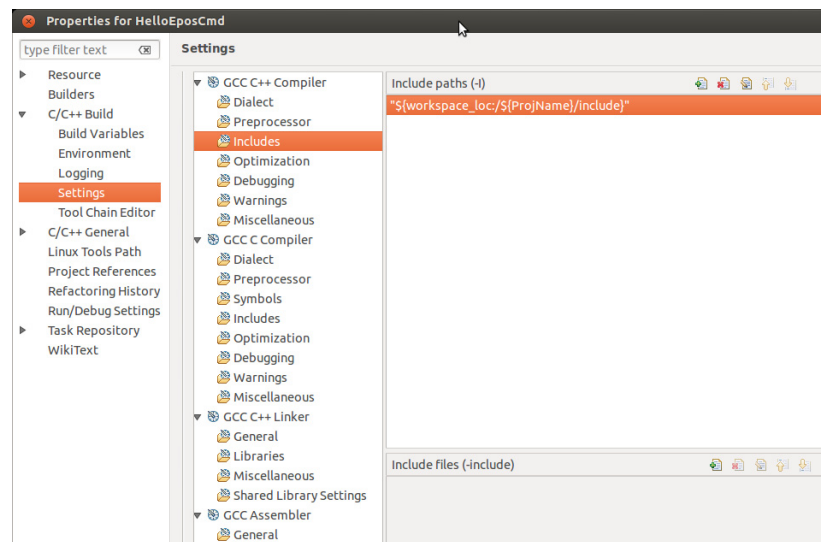 Properties for HelloEposCmd
type filter text
Settings
Resource
Builders
C/C++ Build
Build Variables
Environment
Logging
Settings
Tool Chain Editor
C/C++ General
Linux Tools Path
Project References
Refactoring History
Run/Debug Settings
Task Repository
WikiText
GCC C++ Compiler
Dialect
Preprocessor
Includes
Optimization
Debugging
Warnings
Miscellaneous
GCC C Compiler
Dialect
Preprocessor
Symbols
Includes
Optimization
Debugging
Warnings
Miscellaneous
GCC C++ Linker
General
Libraries
Miscellaneous
Shared Library Settings
GCC Assembler
General
Include paths (-I)
"${workspace_loc:/${ProjName}/include}"
Include files (-include)